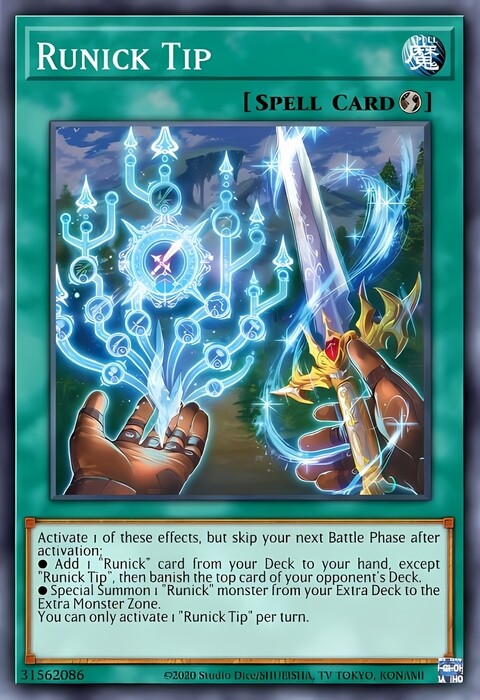 RUNICK TIP
魔
[SPELL CARD]
Activate 1 of these effects, but skip your next Battle Phase after
activation;
● Add 1 "Runick" card from your Deck to your hand, except
"Runick Tip", then banish the top card of your opponent's Deck.
● Special Summon 1 "Runick" monster from your Extra Deck to the
Extra Monster Zone.
You can only activate 1 "Runick Tip" per turn.
31562086
©2020 Studio Dice/SHUEISHA, TV TOKYO, KONAMI